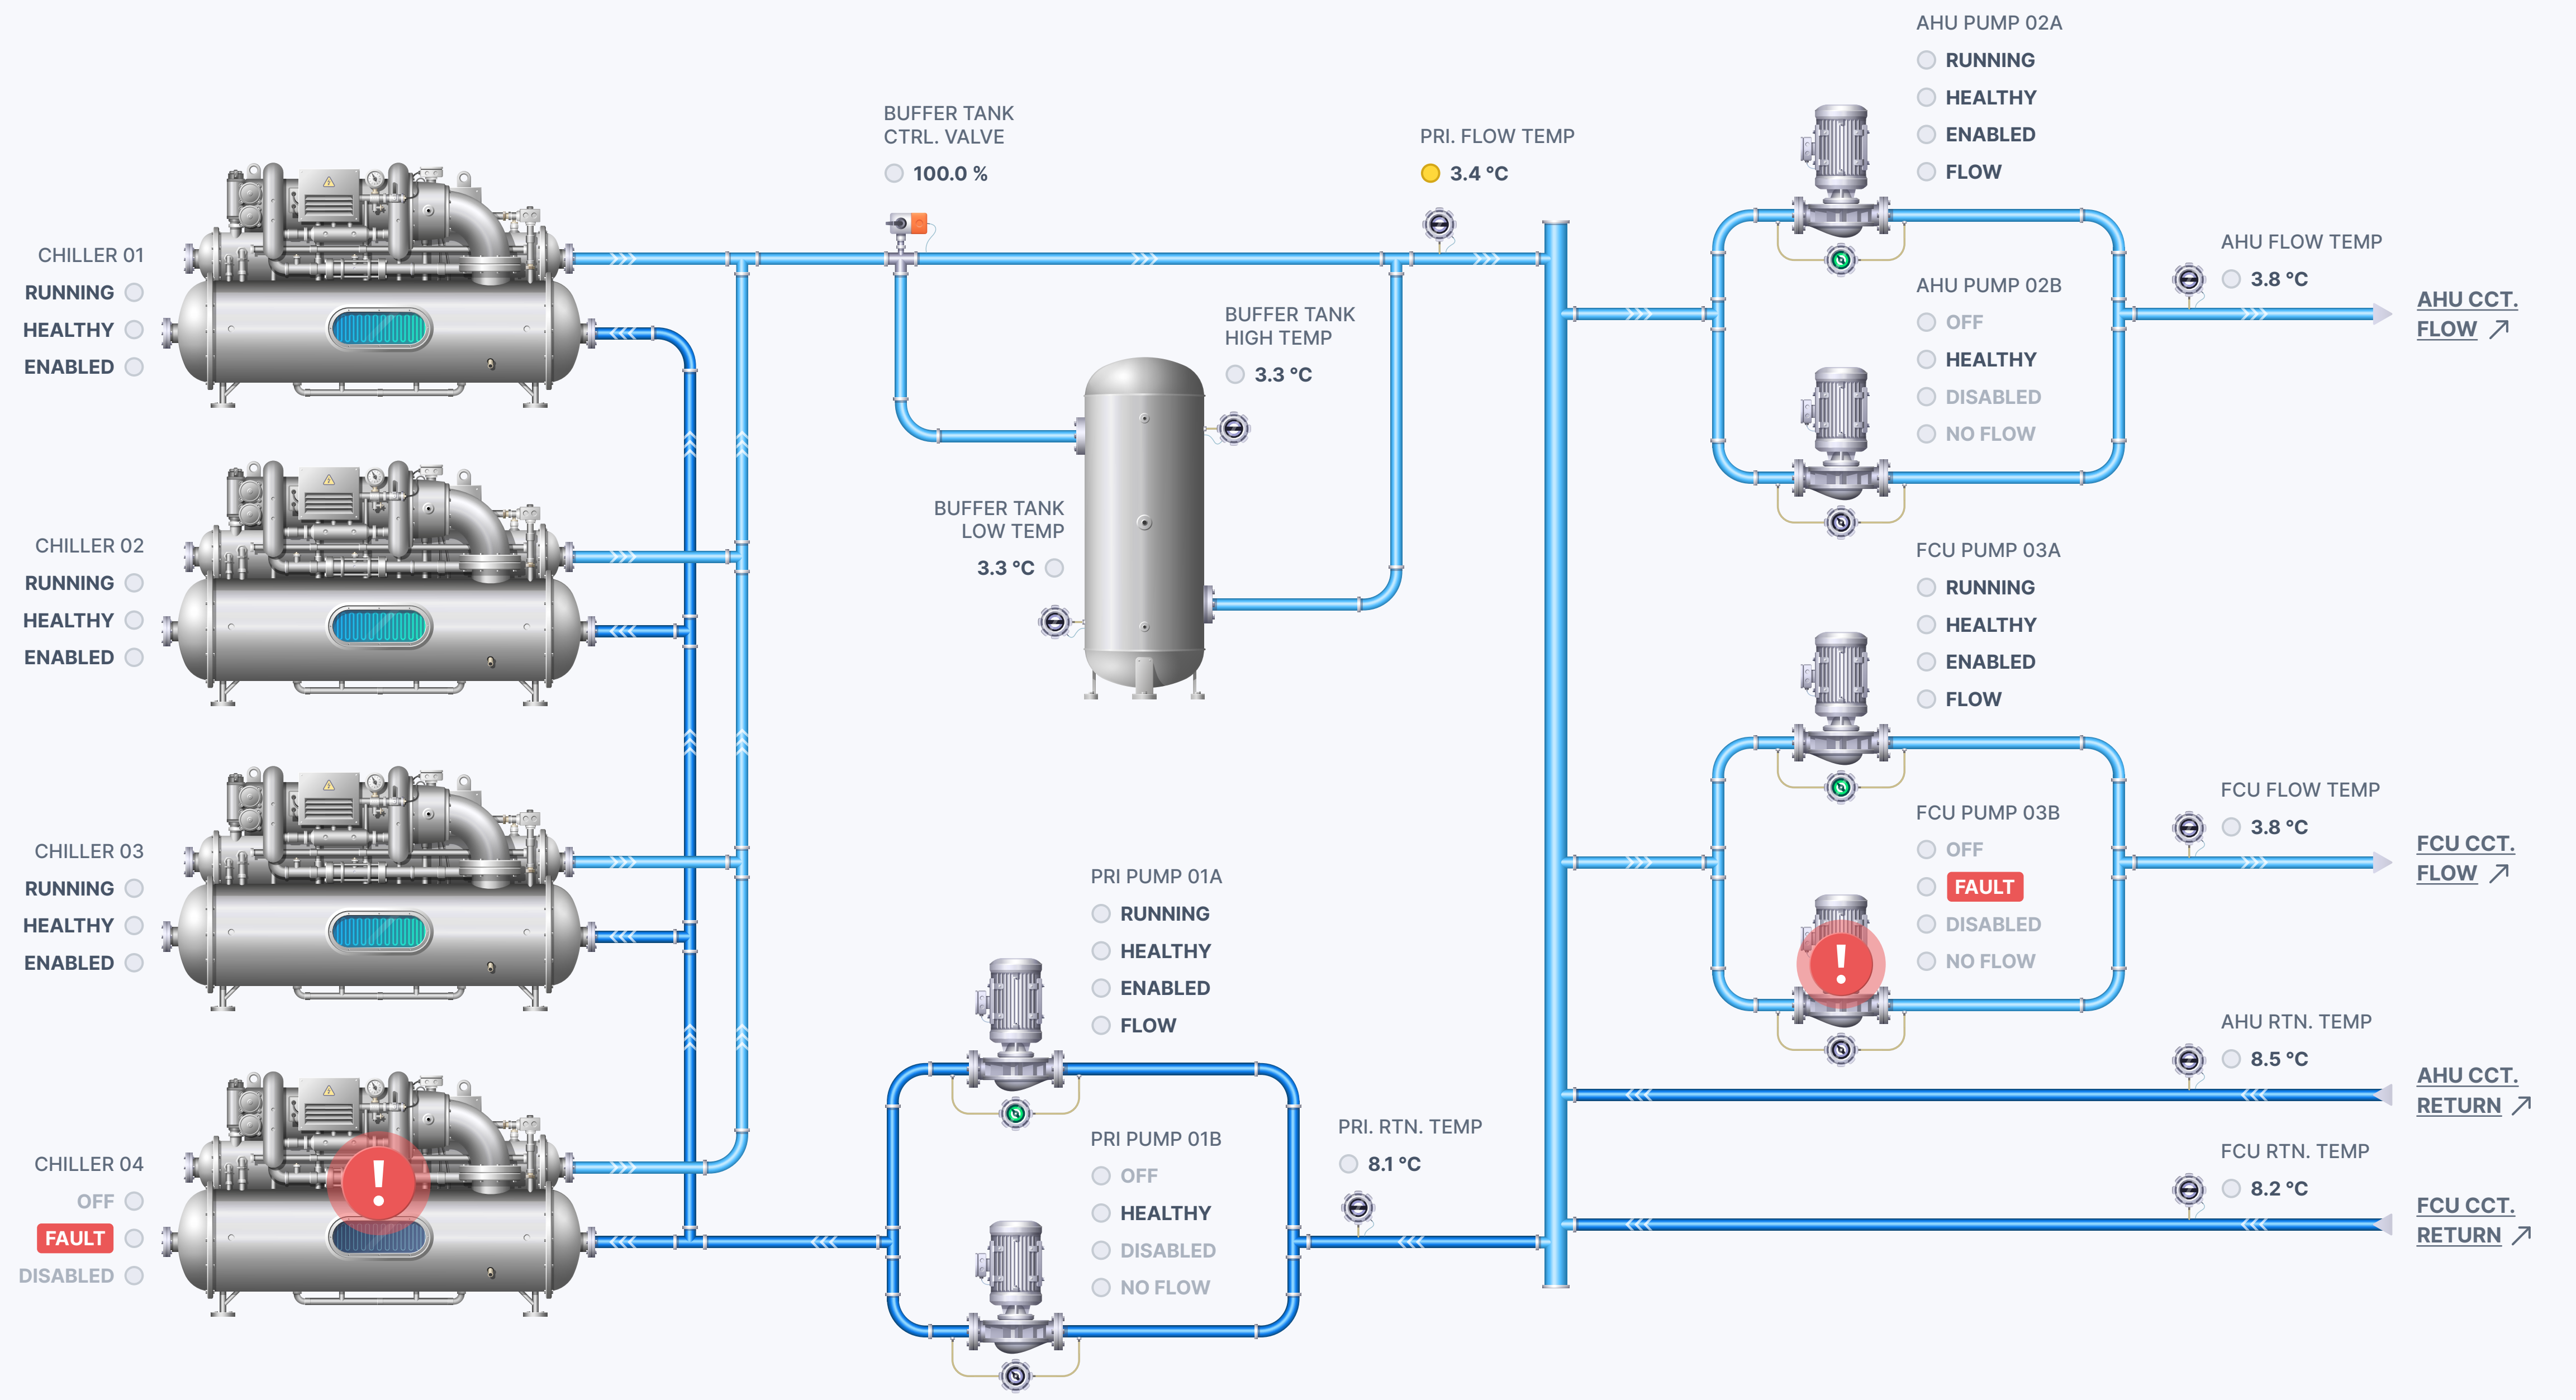 CHILLER 01
RUNNING
HEALTHY
ENABLED
CHILLER 02
RUNNING
HEALTHY
ENABLED
CHILLER 03
RUNNING
HEALTHY
ENABLED
CHILLER 04
OFF
FAULT
DISABLED
BUFFER TANK
CTRL. VALVE
100.0 %
BUFFER TANK
HIGH TEMP
3.3 °C
BUFFER TANK
LOW TEMP
3.3 °C
PRI. FLOW TEMP
3.4 °C
PRI PUMP 01A
RUNNING
HEALTHY
ENABLED
FLOW
PRI PUMP 01B
OFF
HEALTHY
DISABLED
NO FLOW
PRI. RTN. TEMP
8.1 °C
AHU PUMP 02A
RUNNING
HEALTHY
ENABLED
FLOW
AHU PUMP 02B
OFF
HEALTHY
DISABLED
NO FLOW
AHU FLOW TEMP
3.8 °C
AHU CCT.
FLOW
FCU PUMP 03A
RUNNING
HEALTHY
ENABLED
FLOW
FCU PUMP 03B
OFF
FAULT
DISABLED
NO FLOW
FCU FLOW TEMP
3.8 °C
FCU CCT.
FLOW
AHU RTN. TEMP
8.5 °C
AHU CCT.
RETURN
FCU RTN. TEMP
8.2 °C
FCU CCT.
RETURN